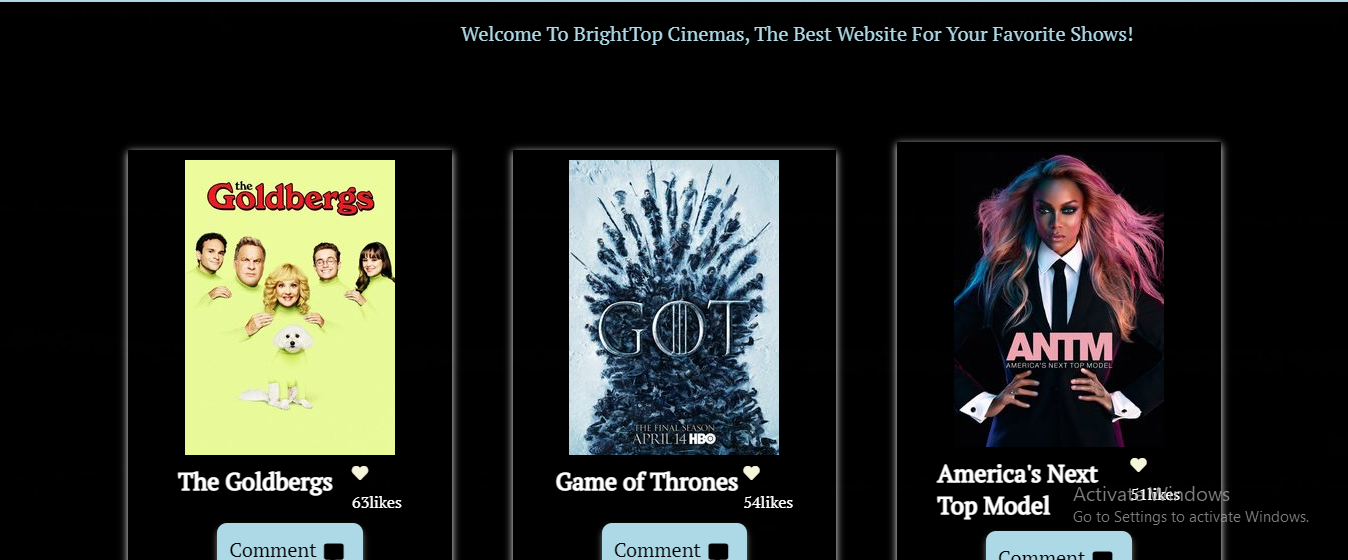 Welcome To BrightTop Cinemas, The Best Website For Your Favorite Shows!
the
Goldbergs
GOT
THE FINAL SEASON
APRIL 14 HBO
ANTM
AMERICA'S NEXT TOP MODEL
The Goldbergs
63likes
Comment
Game of Thrones
54likes
Comment
America's Next
Top Model
51likes
Comment
Activate Windows
Go to Settings to activate Windows.